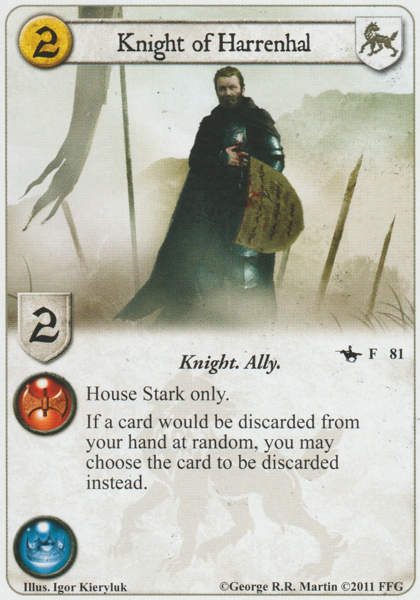 2
Knight of Harrenhal
2
Knight. Ally.
F 81
House Stark only.
If a card would be discarded from
your hand at random, you may
choose the card to be discarded
instead.
Illus. Igor Kieryluk
©George R.R. Martin ©2011 FFG